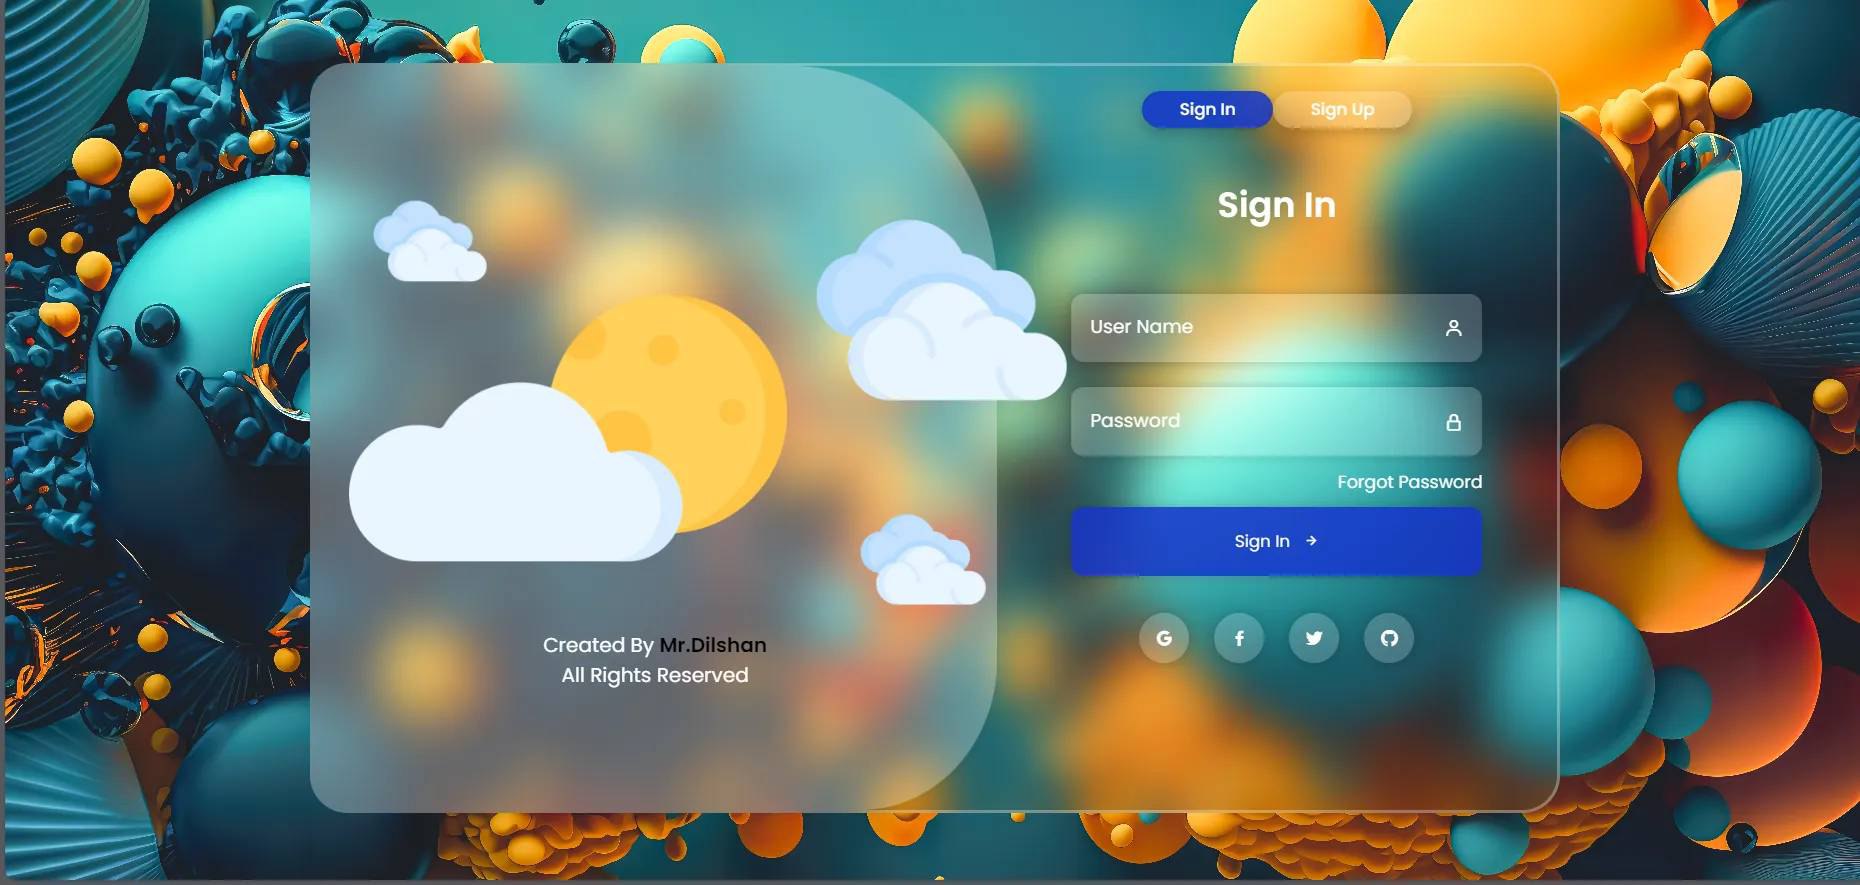 Sign In
Sign Up
Sign In
User Name
Password
Forgot Password
Sign In
Created By Mr.Dilshan
All Rights Reserved